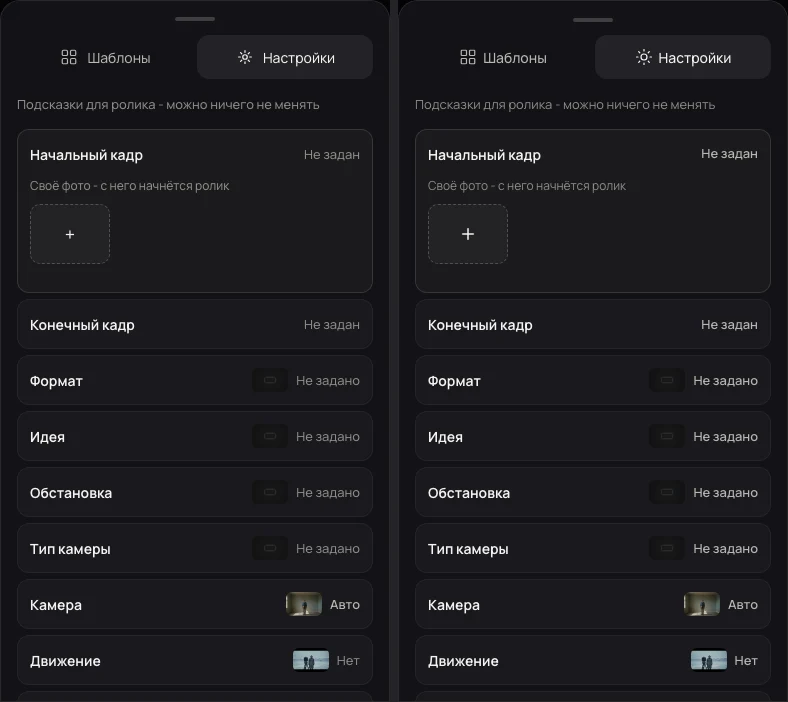 Шаблоны Настройки
Подсказки для ролика - можно ничего не менять
Начальный кадр Не задан
Своё фото - с него начнётся ролик
+
Конечный кадр Не задан
Формат Не задано
Идея Не задано
Обстановка Не задано
Тип камеры Не задано
Камера Авто
Движение Нет
Шаблоны Настройки
Подсказки для ролика - можно ничего не менять
Начальный кадр Не задан
Своё фото - с него начнётся ролик
+
Конечный кадр Не задан
Формат Не задано
Идея Не задано
Обстановка Не задано
Тип камеры Не задано
Камера Авто
Движение Нет